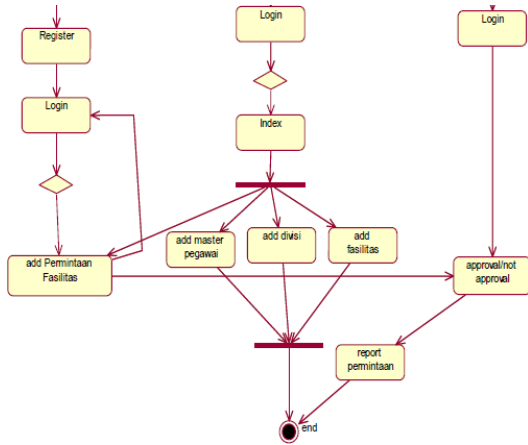 Register
Login
Login
Login
Index
add Permintaan
Fasilitas
add master
pegawai
add divisi
add
fasilitas
approval/not
approval
report
permintaan
end